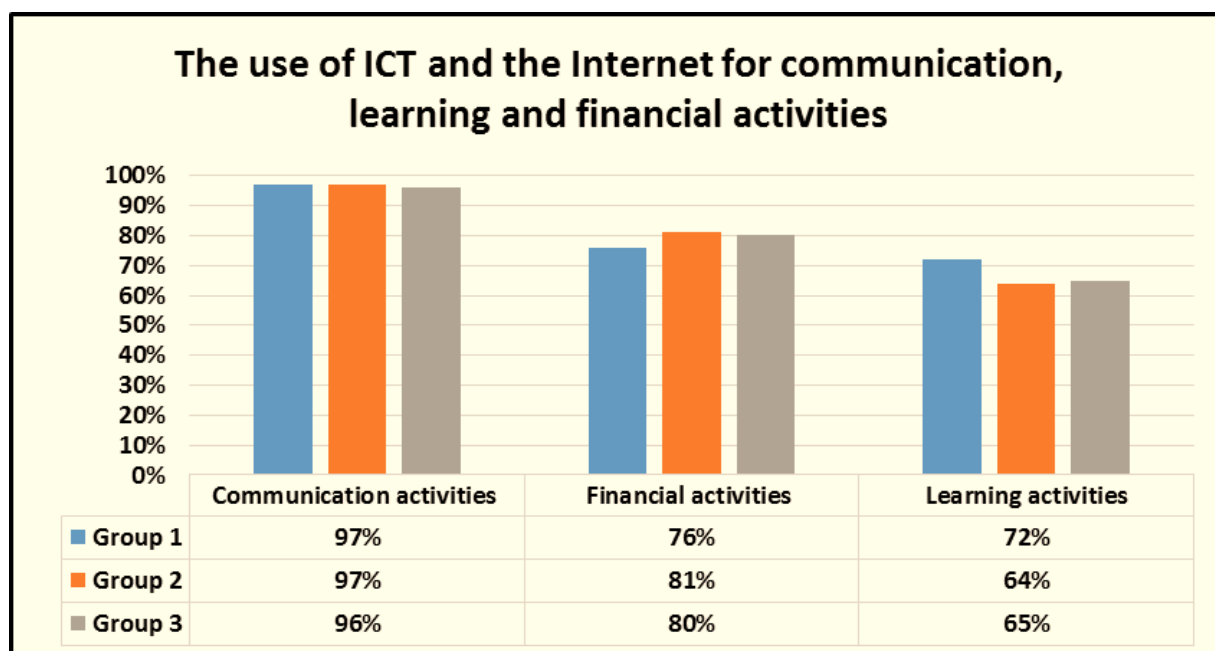 The use of ICT and the Internet for communication,
learning and financial activities
100%
90%
80%
70%
60%
50%
40%
30%
20%
10%
0%
Communication activities Financial activities Learning activities
Group 1 97% 76% 72%
Group 2 97% 81% 64%
Group 3 96% 80% 65%